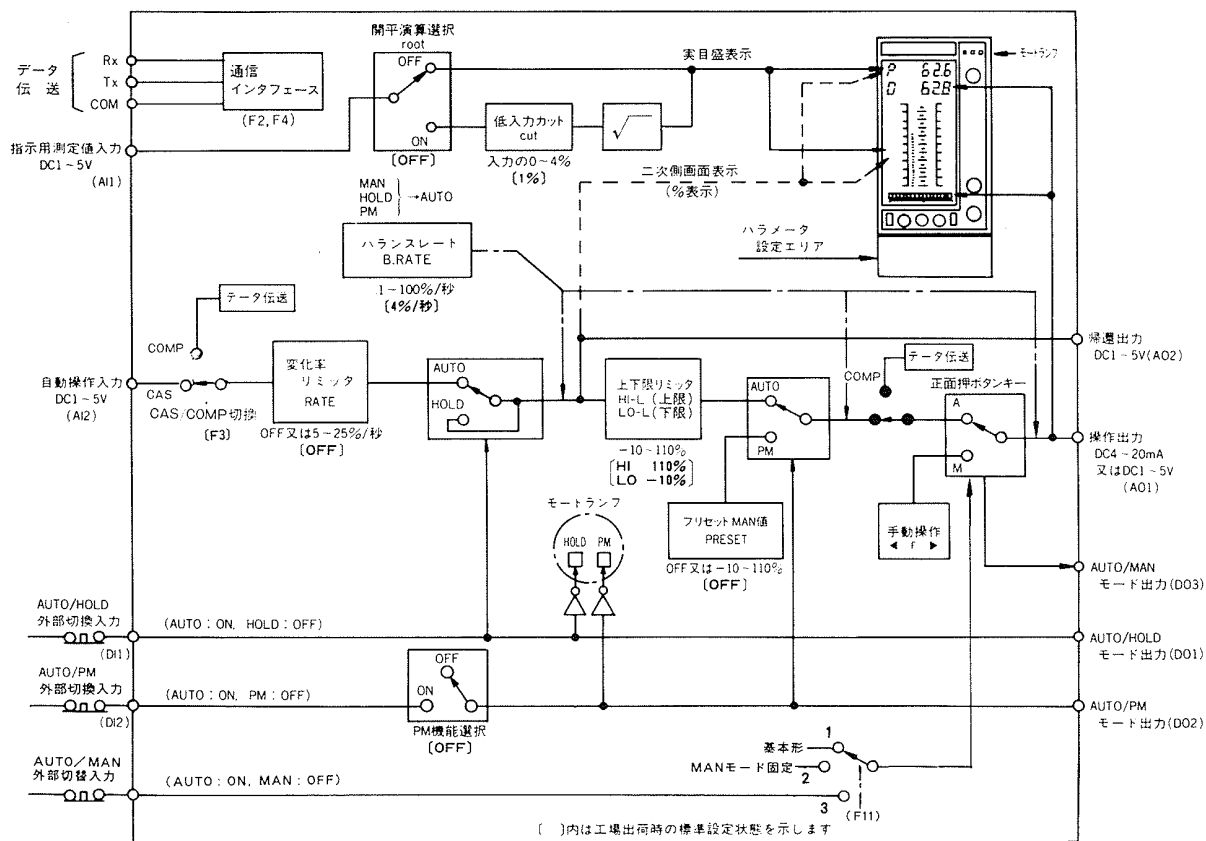 データ
伝 送
Rx
Tx
COM
通信
インタフェース
(F2, F4)
指示用測定値入力
DC1~5V
(AI1)
開平演算選択
root
OFF
ON
[OFF]
低入力カット
cut
入力の0~4%
[1%]
√
実目盛表示
二次側画面表示
(%表示)
P 62.6
0 62.8
モートランプ
ハラメータ
設定エリア
MAN
HOLD
PM
→AUTO
ハランスレート
B.RATE
.1~100%/秒
[4%/秒]
テータ伝送
COMP
自動操作入力
DC1~5V
(AI2)
CAS
CAS/COMP切換
[F3]
変化率
リミッタ
RATE
OFF又は5~25%/秒
[OFF]
AUTO
HOLD
上下限リミッタ
HI-L(上限)
LO-L(下限)
-10~110%
[HI 110%
LO -10%]
AUTO
PM
フリセットMAN値
PRESET
OFF又は-10~110%
[OFF]
テータ伝送
COMP
正面押ボタンキー
A
M
手動操作
◀ F ▶
帰還出力
DC1~5V(AO2)
操作出力
DC4~20mA
又はDC1~5V
(AO1)
AUTO/MAN
モード出力(DO3)
モートランフ
HOLD
PM
AUTO/HOLD
外部切換入力
(DI1)
(AUTO:ON, HOLD:OFF)
AUTO/HOLD
モード出力(DO1)
AUTO/PM
外部切換入力
(DI2)
(AUTO:ON, PM:OFF)
OFF
ON
PM機能選択
[OFF]
AUTO/PM
モード出力(DO2)
AUTO/MAN
外部切替入力
(AUTO:ON, MAN:OFF)
基本形
1
MANモード固定
2
3
(F11)
[ ]内は工場出荷時の標準設定状態を示します